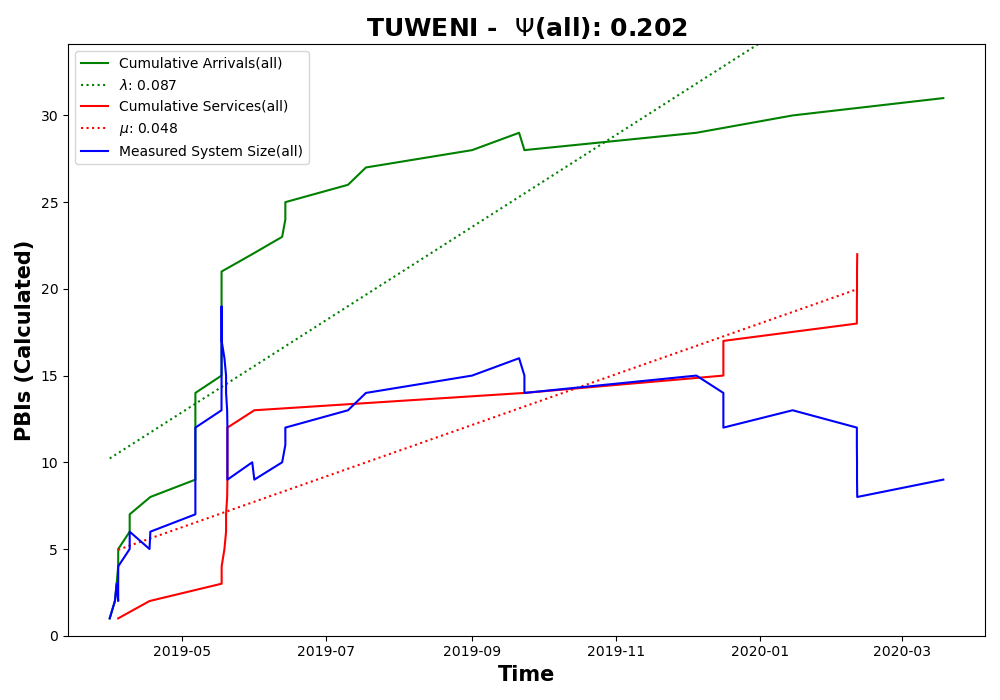 TUWENI -  Ψ(all): 0.202
Cumulative Arrivals(all)
λ: 0.087
Cumulative Services(all)
μ: 0.048
Measured System Size(all)
PBIs (Calculated)
30
25
20
15
10
5
0
2019-05 2019-07 2019-09 2019-11 2020-01 2020-03
Time